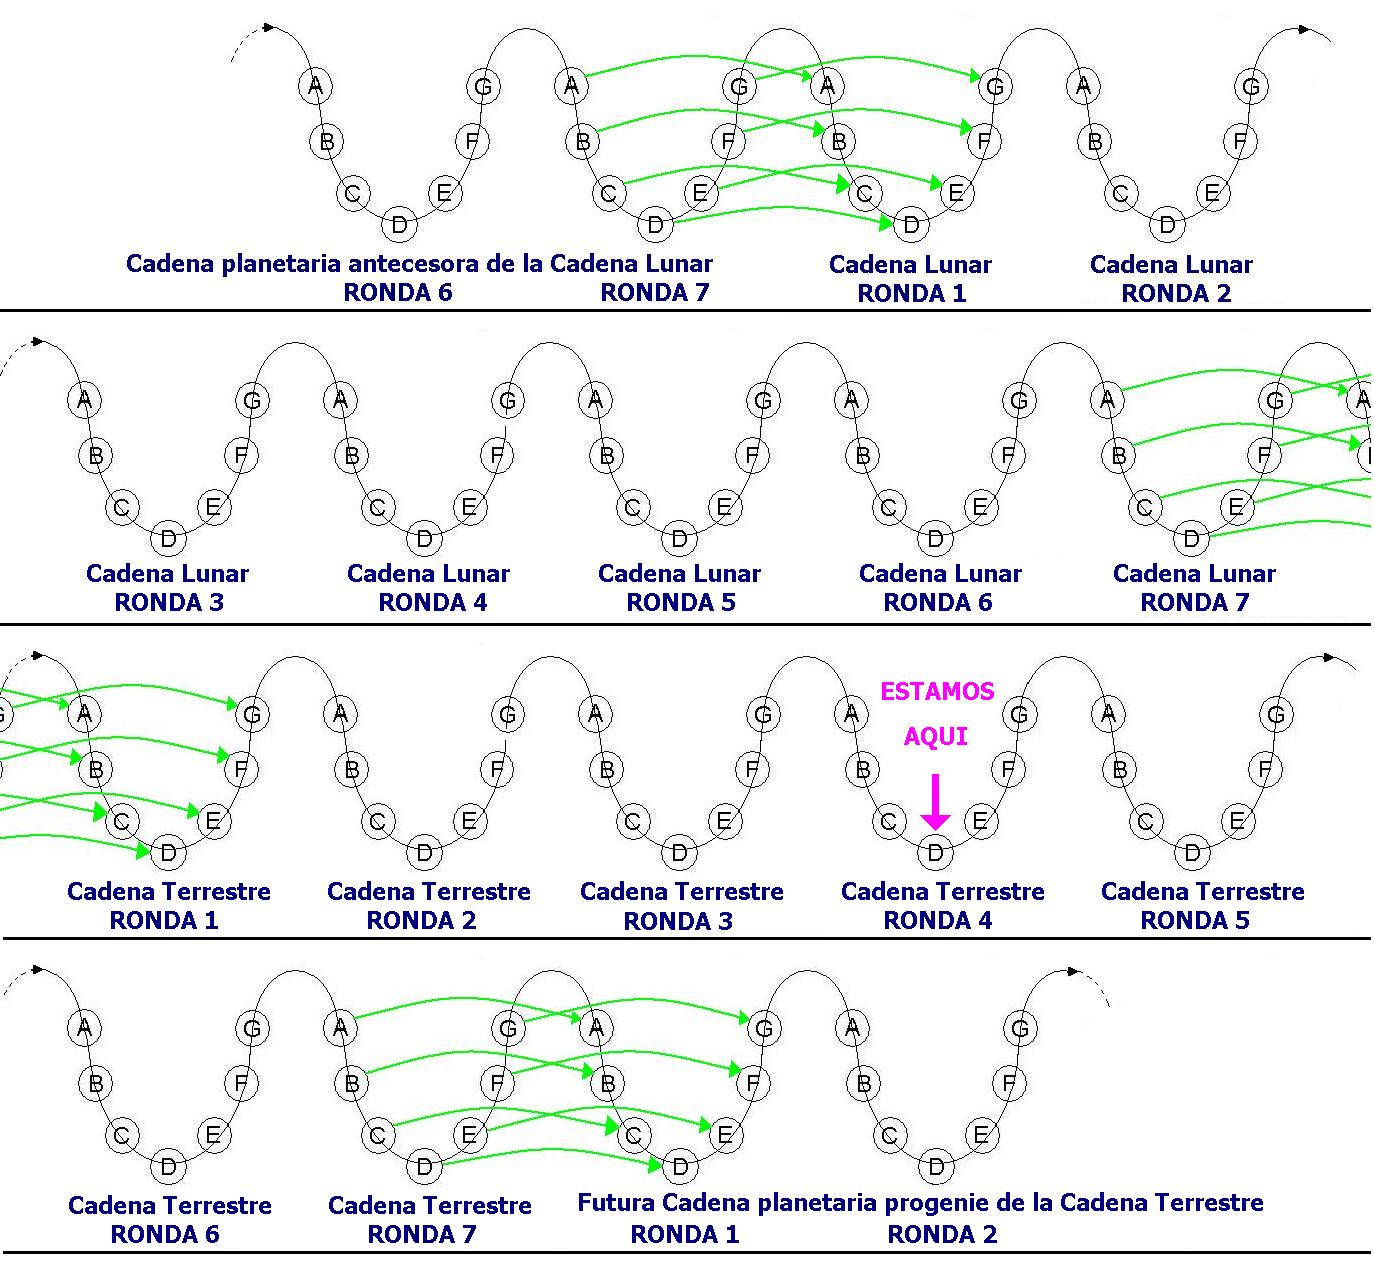 A G A G A G A G
B F B F B F B F
C E C E C E C E
D D D D
Cadena planetaria antecesora de la Cadena Lunar Cadena Lunar Cadena Lunar
RONDA 6 RONDA 7 RONDA 1 RONDA 2
A G A G A G A G A G A
B F B F B F B F B F
C E C E C E C E C E
D D D D D
Cadena Lunar Cadena Lunar Cadena Lunar Cadena Lunar Cadena Lunar
RONDA 3 RONDA 4 RONDA 5 RONDA 6 RONDA 7
ESTAMOS
G A G A G A G A G A G
AQUI
B F B F B F B F B F
C E C E C E C E C E
D D D D D
Cadena Terrestre Cadena Terrestre Cadena Terrestre Cadena Terrestre Cadena Terrestre
RONDA 1 RONDA 2 RONDA 3 RONDA 4 RONDA 5
A G A G A G A G
B F B F B F B F
C E C E C E C E
D D D D
Cadena Terrestre Cadena Terrestre Futura Cadena planetaria progenie de la Cadena Terrestre
RONDA 6 RONDA 7 RONDA 1 RONDA 2